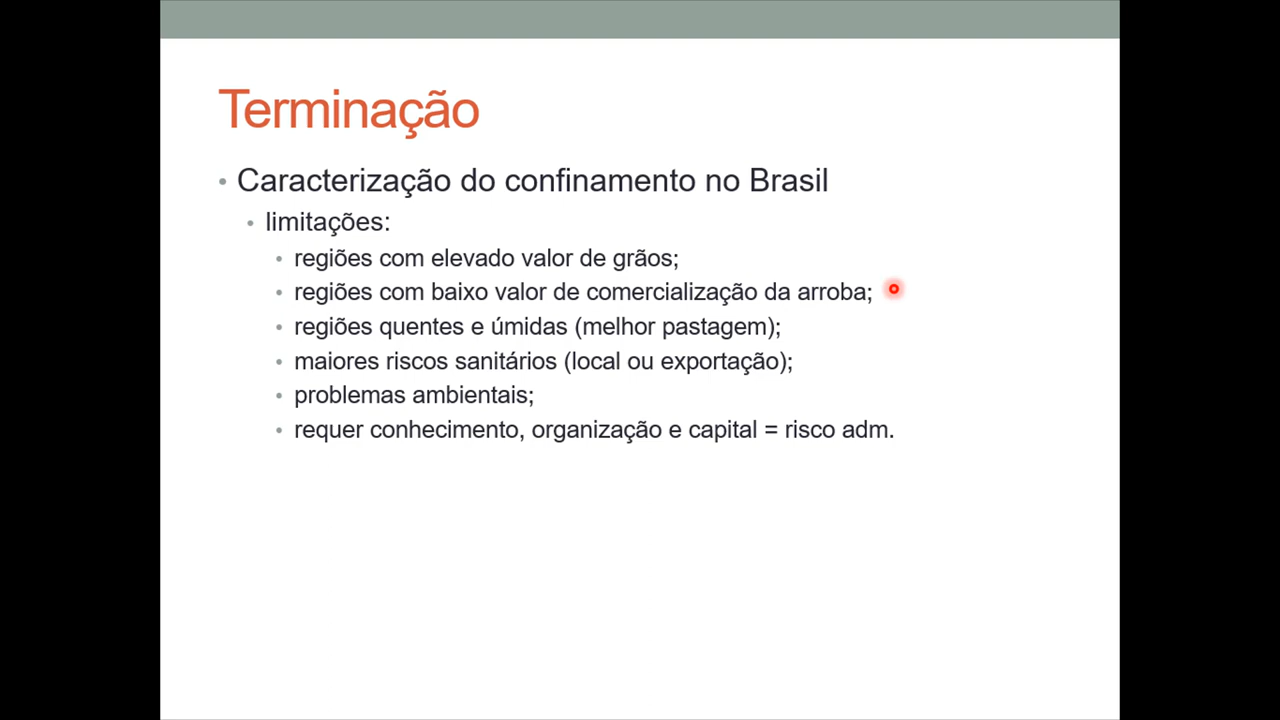 Terminação
• Caracterização do confinamento no Brasil
• limitações:
• regiões com elevado valor de grãos;
• regiões com baixo valor de comercialização da arroba;
• regiões quentes e úmidas (melhor pastagem);
• maiores riscos sanitários (local ou exportação);
• problemas ambientais;
• requer conhecimento, organização e capital = risco adm.